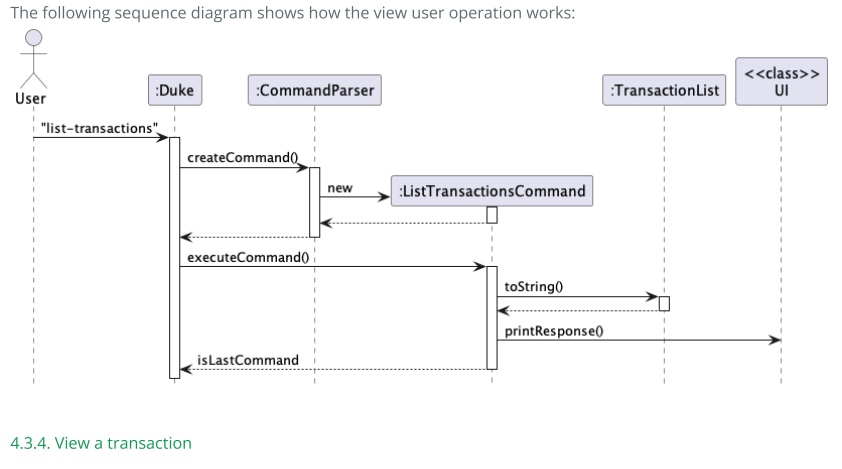 The following sequence diagram shows how the view user operation works:
<<class>>
User
:Duke
:CommandParser
:TransactionList
UI
"list-transactions"
createCommand()
new
:ListTransactionsCommand
executeCommand()
toString()
printResponse()
isLastCommand
4.3.4. View a transaction